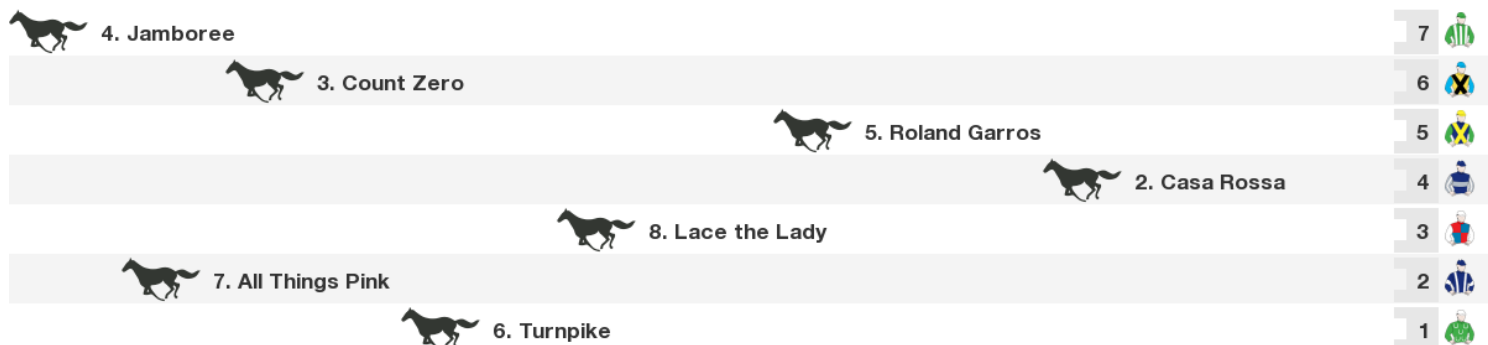 4. Jamboree 7
3. Count Zero 6
5. Roland Garros 5
2. Casa Rossa 4
8. Lace the Lady 3
7. All Things Pink 2
6. Turnpike 1